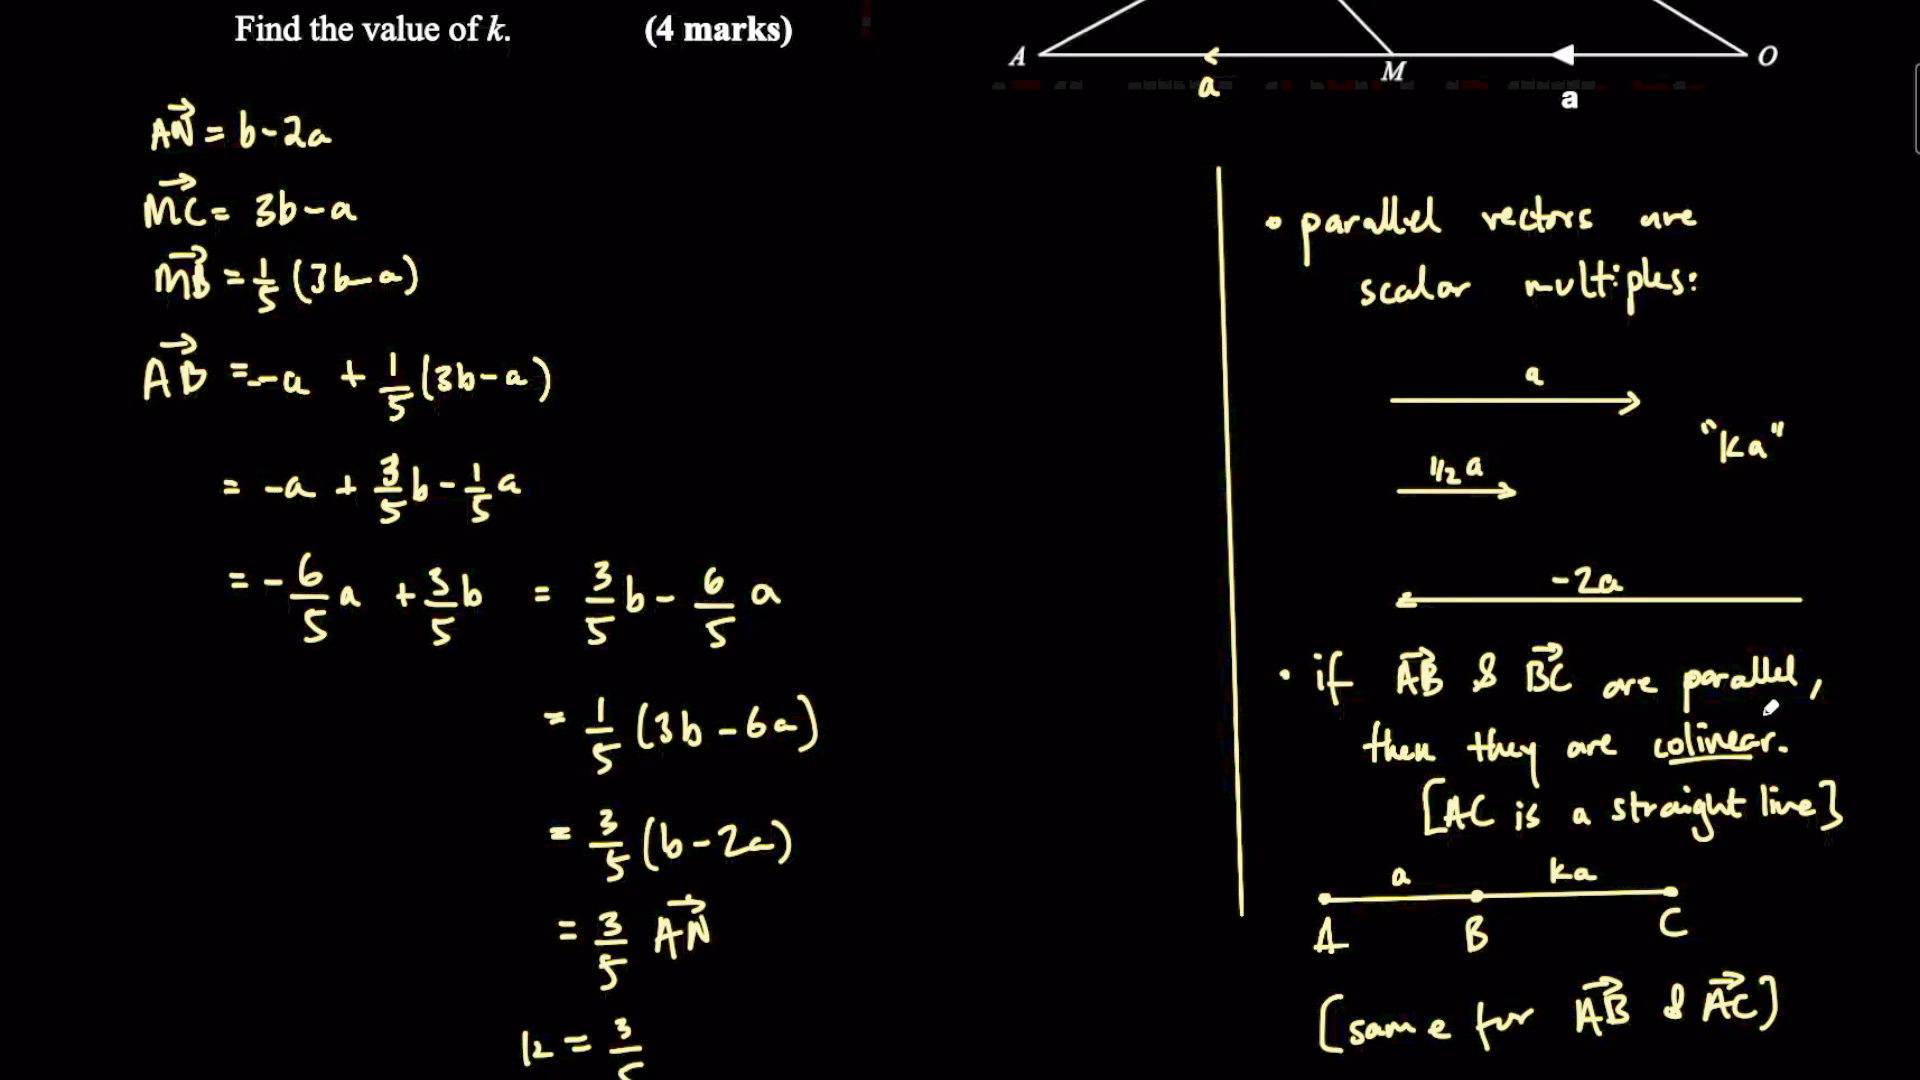 Find the value of k. (4 marks)
A M O
a a
AN⃗ = b-2a
MC⃗ = 3b-a
MB⃗ = 1/5 (3b-a)
AB⃗ = -a + 1/5 (3b-a)
= -a + 3/5 b - 1/5 a
= - 6/5 a + 3/5 b = 3/5 b - 6/5 a
= 1/5 (3b-6a)
= 3/5 (b-2a)
= 3/5 AN⃗
k = 3/5
• parallel vectors are
scalar multiples:
a
"ka"
1/2 a
-2a
• if AB⃗ & BC⃗ are parallel,
then they are colinear.
[AC is a straight line]
a ka
A B C
(same for AB⃗ & AC⃗)